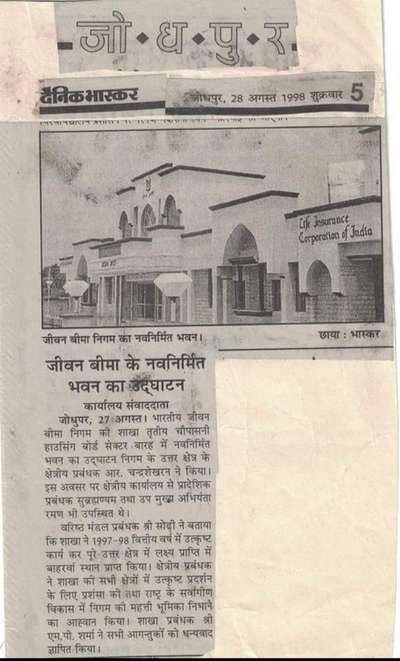 जो·ध·पु·र
दैनिक भास्कर
जोधपुर, 28 अगस्त 1998 शुक्रवार 5
Life Insurance
Corporation of India
जीवन बीमा निगम का नवनिर्मित भवन।
छाया : भास्कर
जीवन बीमा के नवनिर्मित
भवन का उद्घाटन
कार्यालय संवाददाता
जोधपुर, 27 अगस्त। भारतीय जीवन
बीमा निगम की शाखा तृतीय चौपासनी
हाउसिंग बोर्ड सेक्टर बारह में नवनिर्मित
भवन का उद्घाटन निगम के उत्तर क्षेत्र के
क्षेत्रीय प्रबंधक आर. चन्द्रशेखरन ने किया।
इस अवसर पर क्षेत्रीय कार्यालय से प्रादेशिक
प्रबंधक सुब्रह्मण्यम तथा उप मुख्य अभियंता
रमण भी उपस्थित थे।
वरिष्ठ मंडल प्रबंधक श्री सोढ़ी ने बताया
कि शाखा ने 1997-98 वित्तीय वर्ष में उत्कृष्ट
कार्य कर पूरे उत्तर क्षेत्र में लक्ष्य प्राप्ति में
बाहरवां स्थान प्राप्त किया। क्षेत्रीय प्रबंधक
ने शाखा की सभी क्षेत्रों में उत्कृष्ट प्रदर्शन
के लिए प्रशंसा की तथा राष्ट्र के सर्वांगीण
विकास में निगम की महत्ती भूमिका निभाने
का आह्वान किया। शाखा प्रबंधक श्री
एम.पी. शर्मा ने सभी आगन्तुकों को धन्यवाद
ज्ञापित किया।